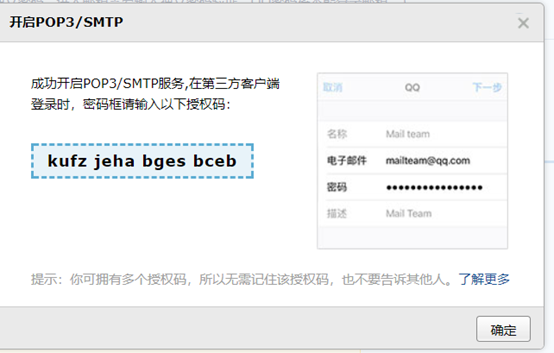 开启POP3/SMTP
成功开启POP3/SMTP服务,在第三方客户端
登录时，密码框请输入以下授权码：
kufz jeha bges bceb
取消 QQ 下一步
名称 Mail team
电子邮件 mailteam@qq.com
密码 ●●●●●●●●●●●●●●●●
描述 Mail Team
提示：你可拥有多个授权码，所以无需记住该授权码，也不要告诉其他人。了解更多
确定